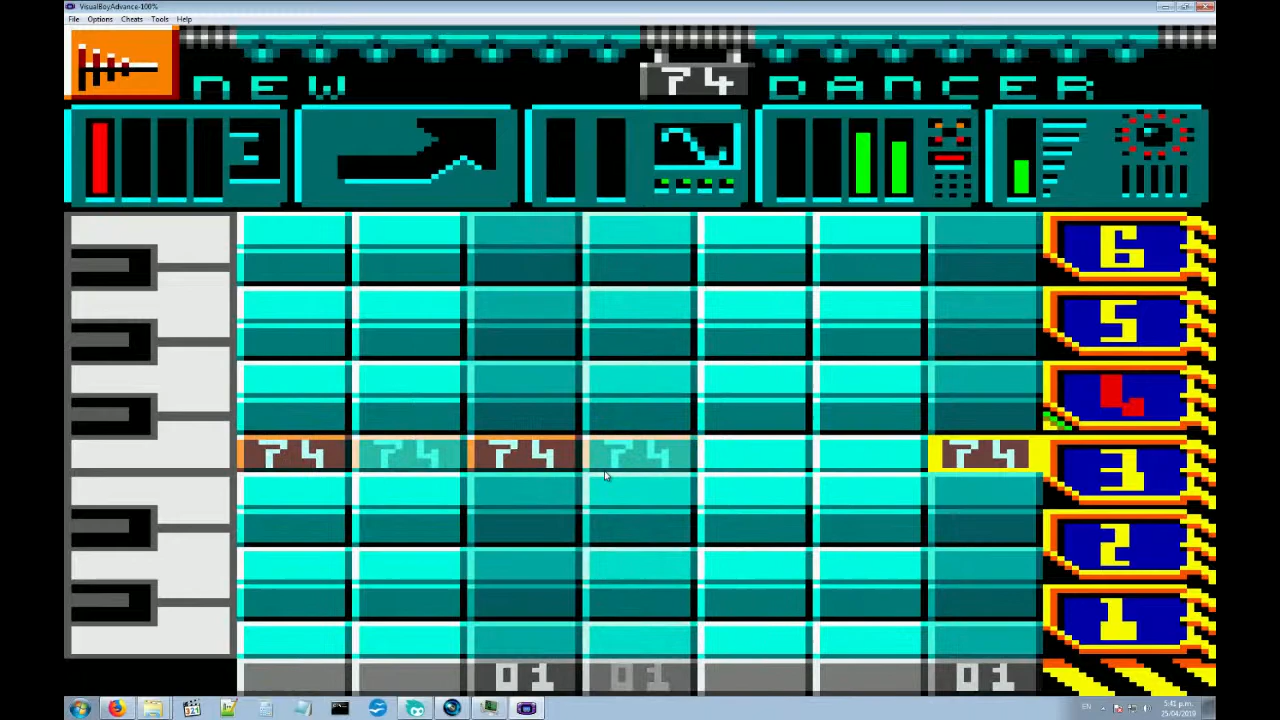 VisualBoyAdvance-100%
File Options Cheats Tools Help
NEW 74 DANCER
6
5
4
74 74 74 74 74
3
2
1
01 01 01
EN 5:41 p.m.
25/04/2019